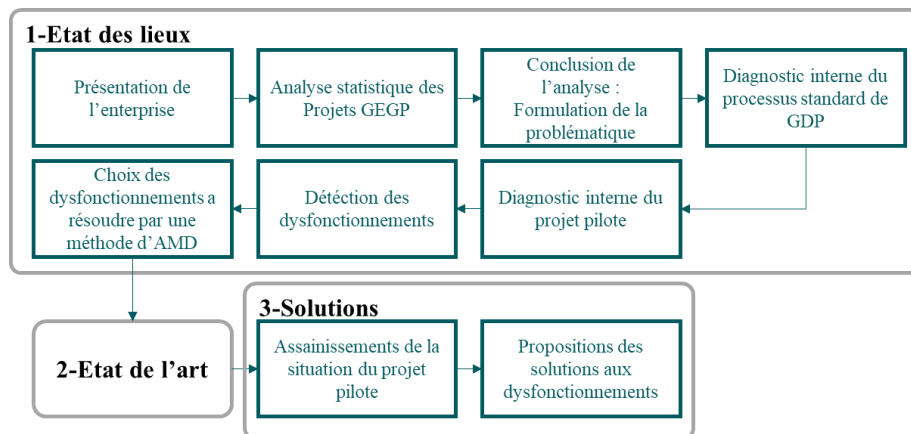 1-Etat des lieux
Présentation de
l’enterprise
Analyse statistique des
Projets GEGP
Conclusion de
l’analyse :
Formulation de la
problématique
Diagnostic interne du
processus standard de
GDP
Choix des
dysfonctionnements a
résoudre par une
méthode d’AMD
Détéction des
dysfonctionnements
Diagnostic interne du
projet pilote
2-Etat de l’art
3-Solutions
Assainissements de la
situation du projet
pilote
Propositions des
solutions aux
dysfonctionnements